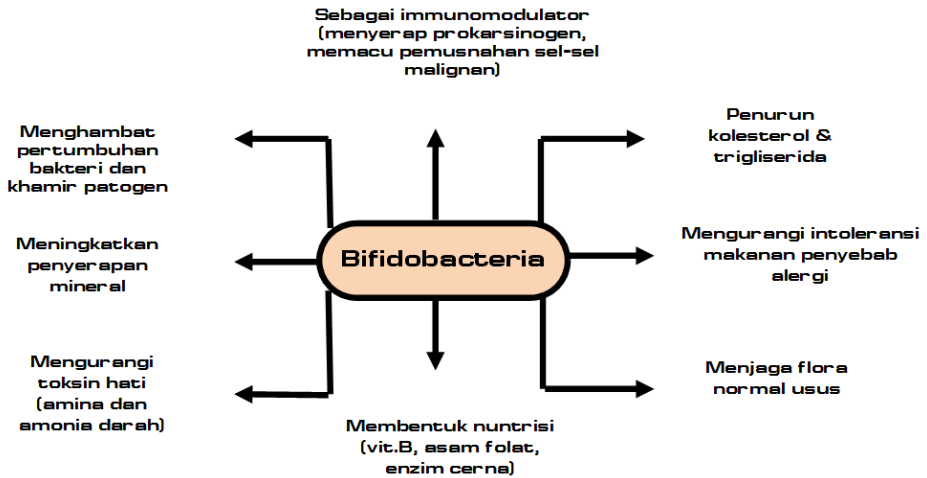 Sebagai immunomodulator
(menyerap prokarsinogen,
memacu pemusnahan sel-sel
malignan)
Menghambat
pertumbuhan
bakteri dan
khamir patogen
Penurun
kolesterol &
trigliserida
Meningkatkan
penyerapan
mineral
Bifidobacteria
Mengurangi intoleransi
makanan penyebab
alergi
Mengurangi
toksin hati
(amina dan
amonia darah)
Membentuk nuntrisi
(vit.B, asam folat,
enzim cerna)
Menjaga flora
normal usus